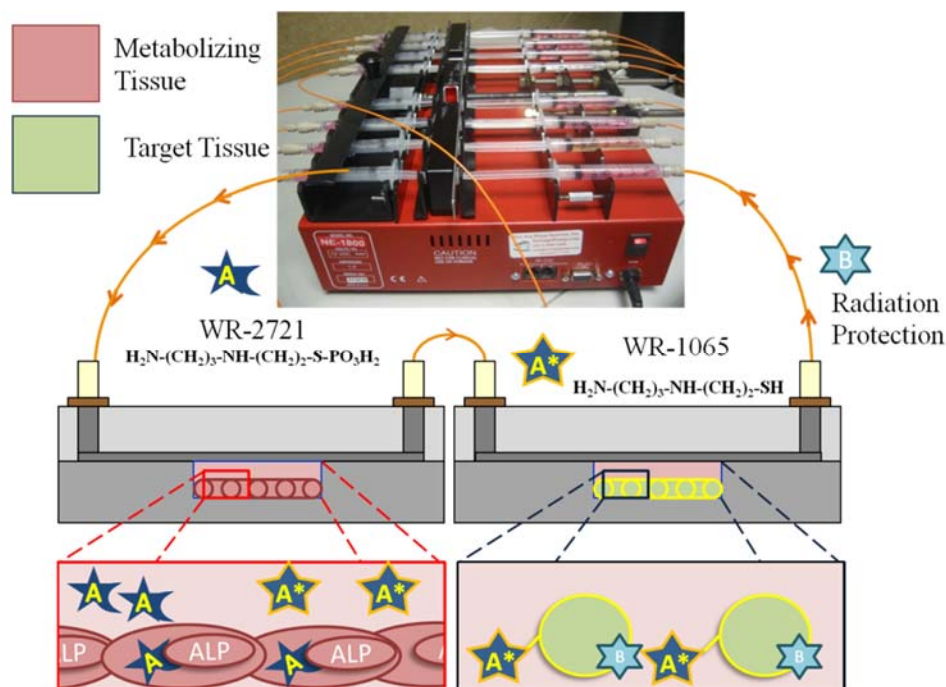 Metabolizing
Tissue
Target Tissue
NE-1800
CAUTION
A
B
Radiation
Protection
WR-2721
H₂N-(CH₂)₃-NH-(CH₂)₂-S-PO₃H₂
A*
WR-1065
H₂N-(CH₂)₃-NH-(CH₂)₂-SH
A
A
A*
A*
LP
A
ALP
A
ALP
A
A*
B
A*
B